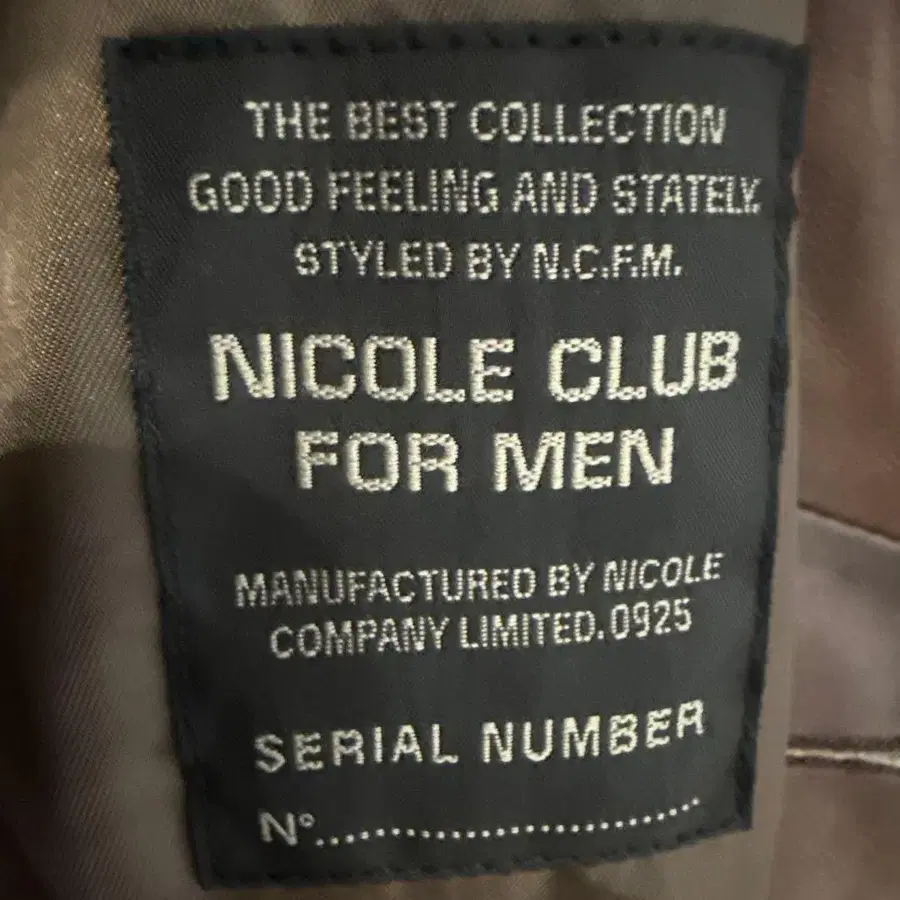 THE BEST COLLECTION
GOOD FEELING AND STATELY.
STYLED BY N.C.F.M.
NICOLE CLUB
FOR MEN
MANUFACTURED BY NICOLE
COMPANY LIMITED.0925
SERIAL NUMBER
N°..............................